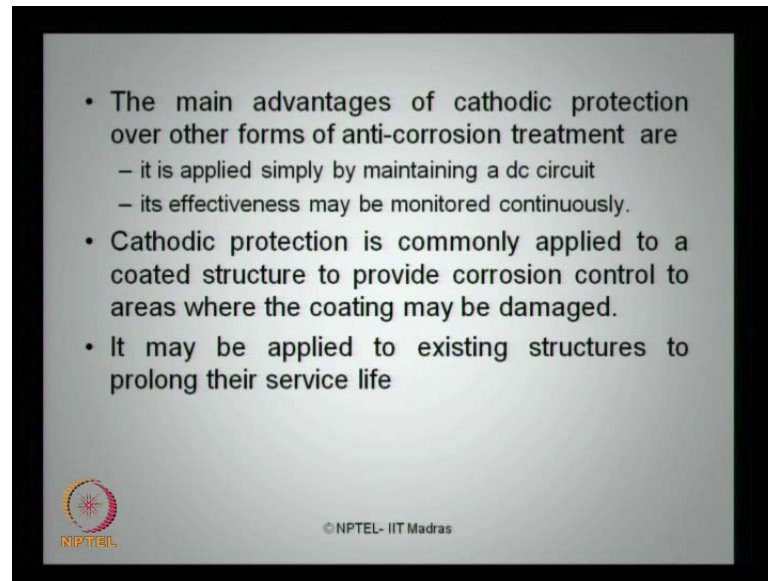 • The main advantages of cathodic protection
over other forms of anti-corrosion treatment are
– it is applied simply by maintaining a dc circuit
– its effectiveness may be monitored continuously.
• Cathodic protection is commonly applied to a
coated structure to provide corrosion control to
areas where the coating may be damaged.
• It may be applied to existing structures to
prolong their service life
NPTEL
© NPTEL- IIT Madras